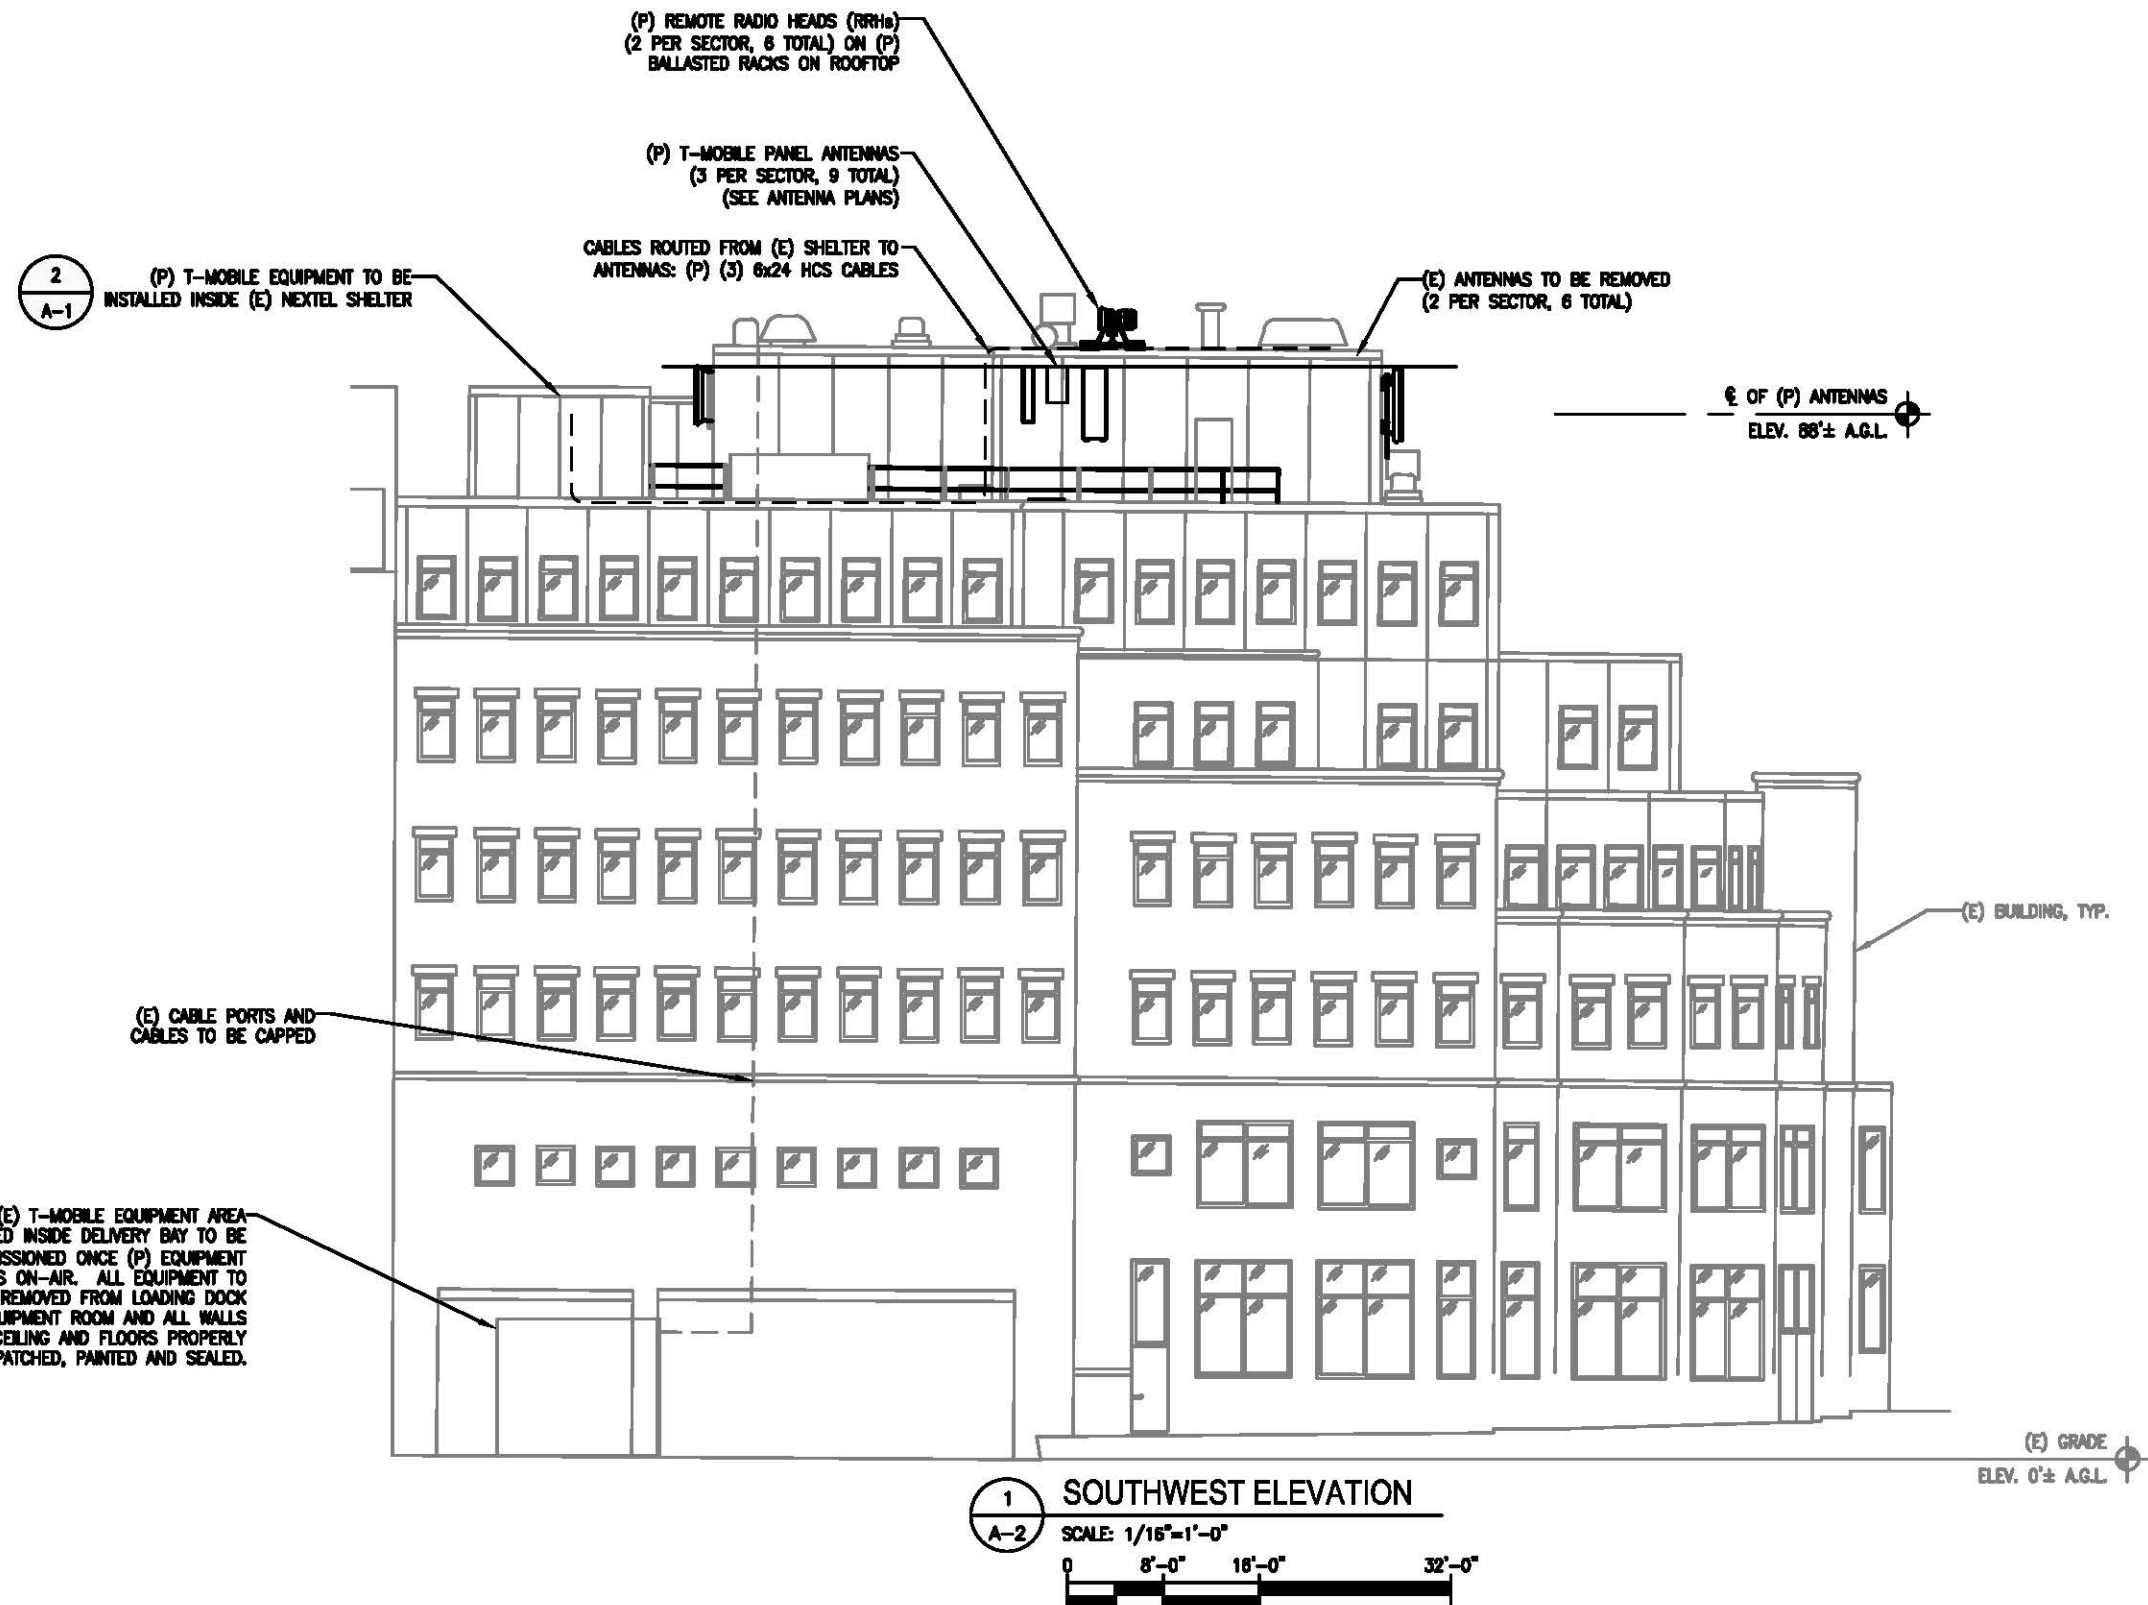 (P) REMOTE RADIO HEADS (RRHs)
(2 PER SECTOR, 6 TOTAL) ON (P)
BALLASTED RACKS ON ROOFTOP
(P) T-MOBILE PANEL ANTENNAS
(3 PER SECTOR, 9 TOTAL)
(SEE ANTENNA PLANS)
CABLES ROUTED FROM (E) SHELTER TO
ANTENNAS: (P) (3) 6x24 HCS CABLES
2
A-1
(P) T-MOBILE EQUIPMENT TO BE
INSTALLED INSIDE (E) NEXTEL SHELTER
(E) ANTENNAS TO BE REMOVED
(2 PER SECTOR, 6 TOTAL)
℄ OF (P) ANTENNAS
ELEV. 88'± A.G.L.
(E) BUILDING, TYP.
(E) CABLE PORTS AND
CABLES TO BE CAPPED
(E) T-MOBILE EQUIPMENT AREA
INSIDE DELIVERY BAY TO BE
ONCE (P) EQUIPMENT
ON-AIR. ALL EQUIPMENT TO
REMOVED FROM LOADING DOCK
ROOM AND ALL WALLS
CEILING AND FLOORS PROPERLY
PATCHED, PAINTED AND SEALED.
(E) GRADE
ELEV. 0'± A.G.L.
1
A-2
SOUTHWEST ELEVATION
SCALE: 1/16"=1'-0"
0 8'-0" 16'-0" 32'-0"